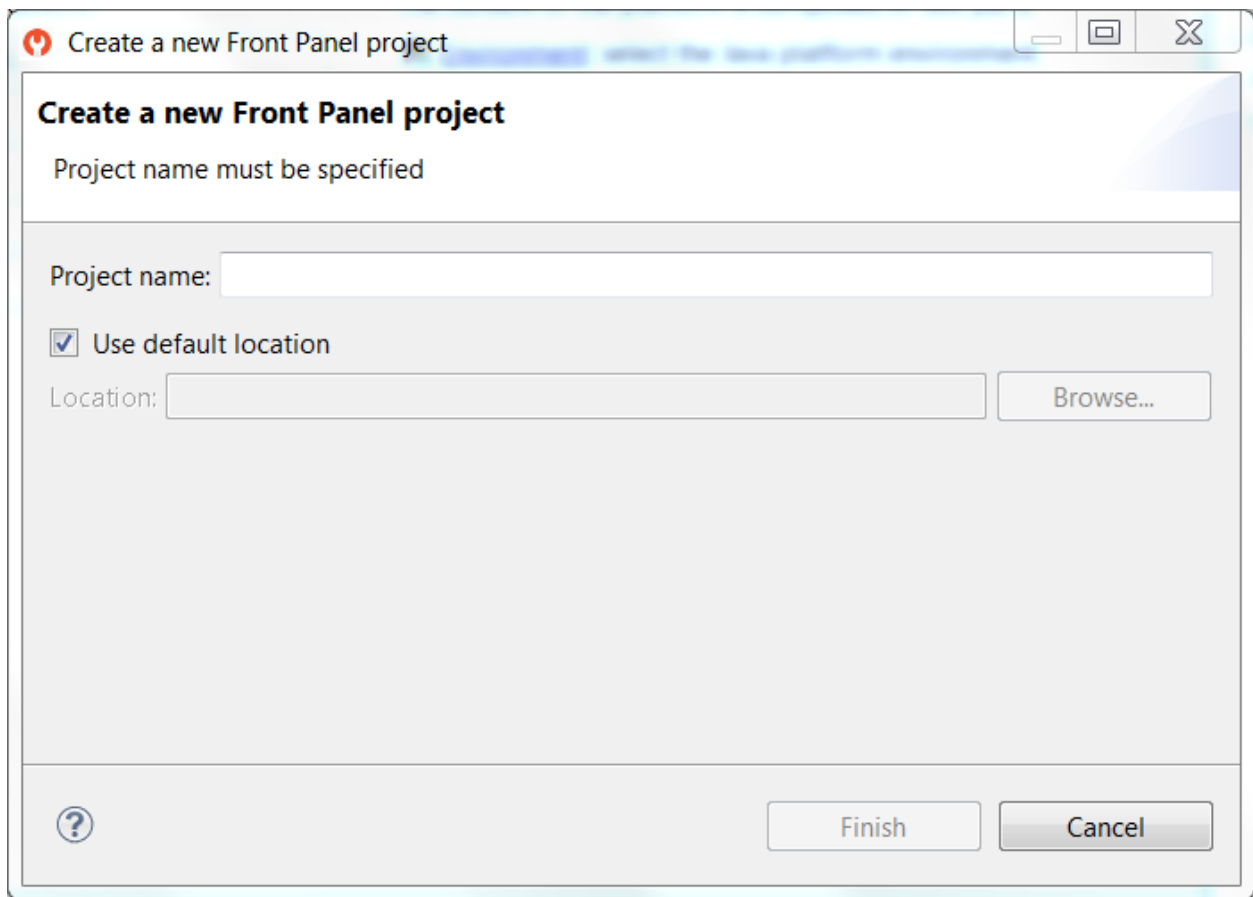 Create a new Front Panel project
Create a new Front Panel project
Project name must be specified
Project name:
Use default location
Location: Browse...
Finish Cancel